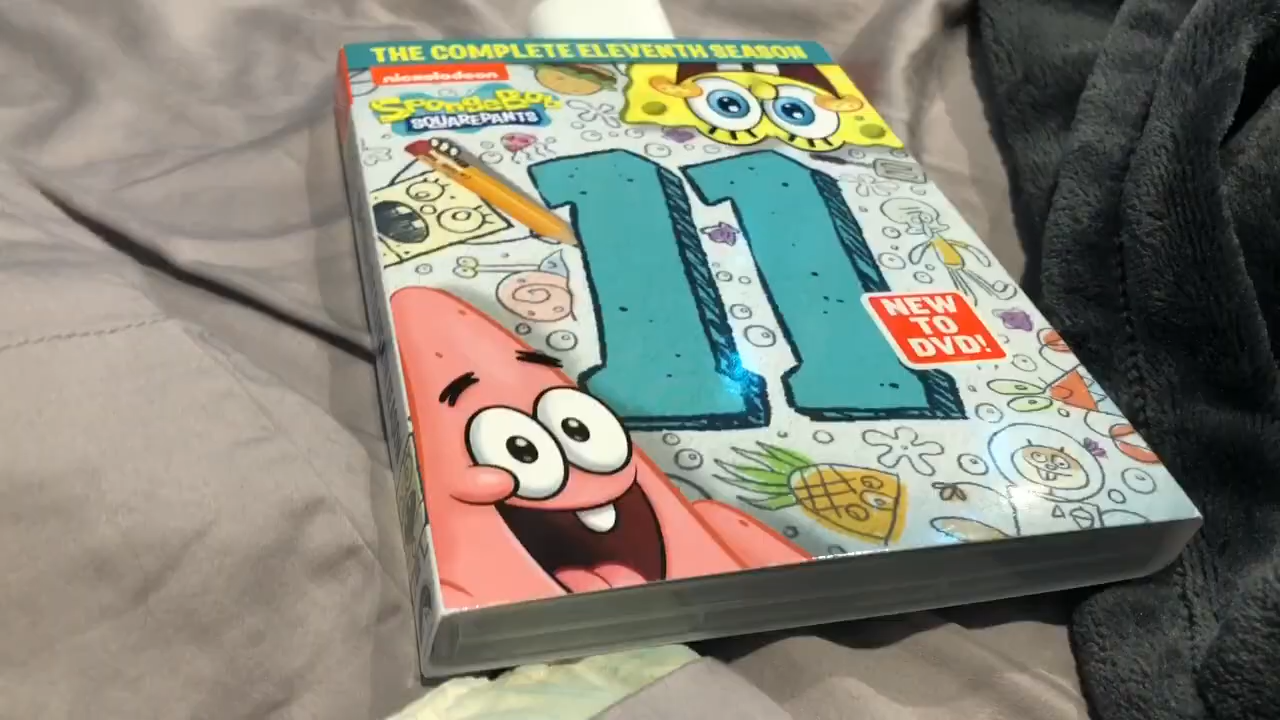 THE COMPLETE ELEVENTH SEASON
nickelodeon
SpongeBob
SQUAREPANTS
11
NEW
TO
DVD!